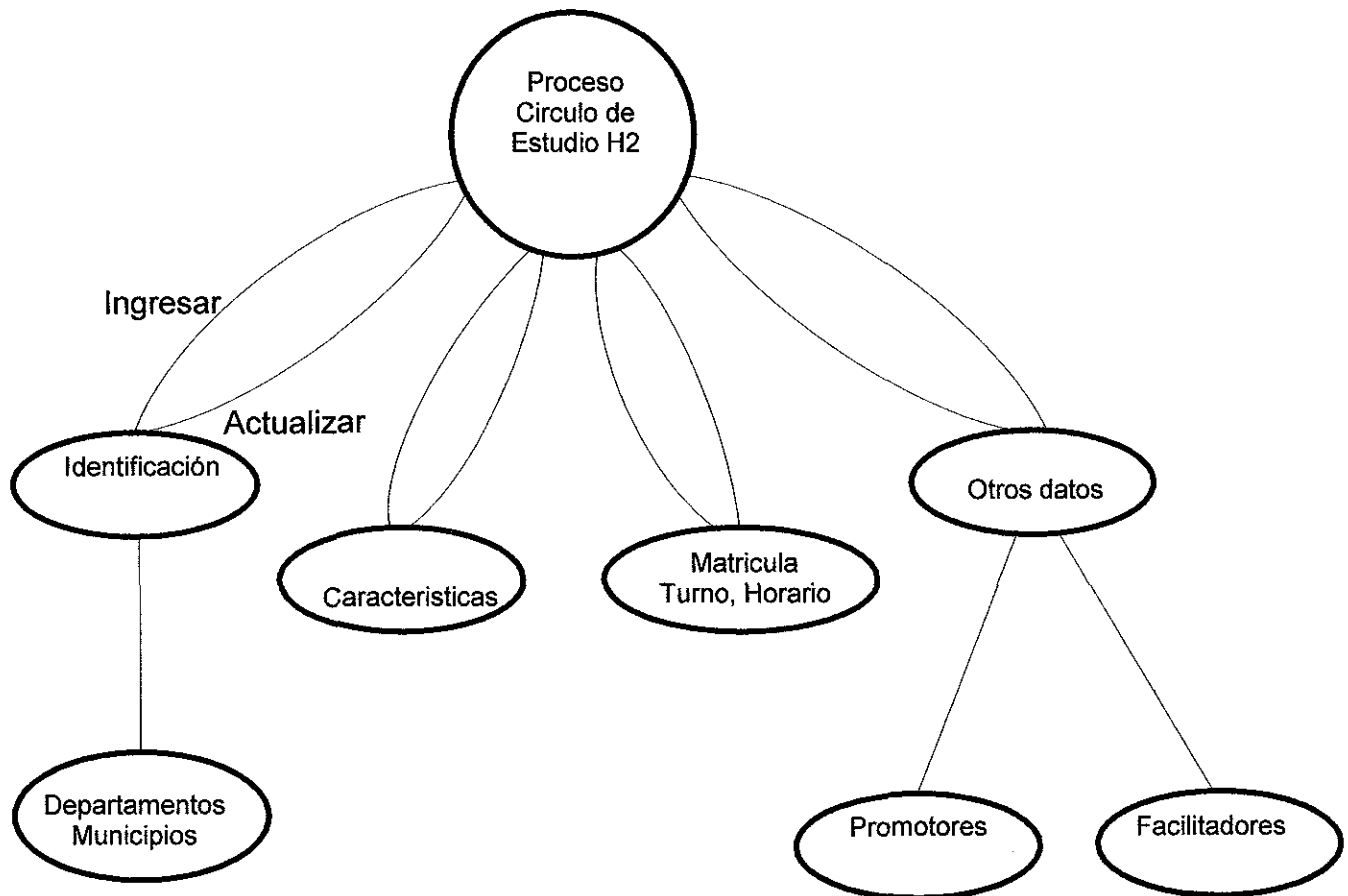 Proceso
Circulo de
Estudio H2
Ingresar
Actualizar
Identificación
Otros datos
Caracteristicas
Matricula
Turno, Horario
Departamentos
Municipios
Promotores
Facilitadores